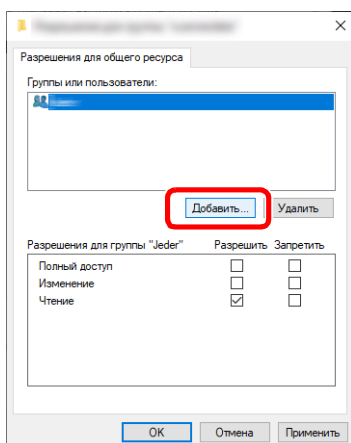 Разрешения для общего ресурса
Группы или пользователи:
Добавить...
Удалить
Разрешения для группы "Jeder"
Разрешить Запретить
Полный доступ
Изменение
Чтение
OK
Отмена
Применить